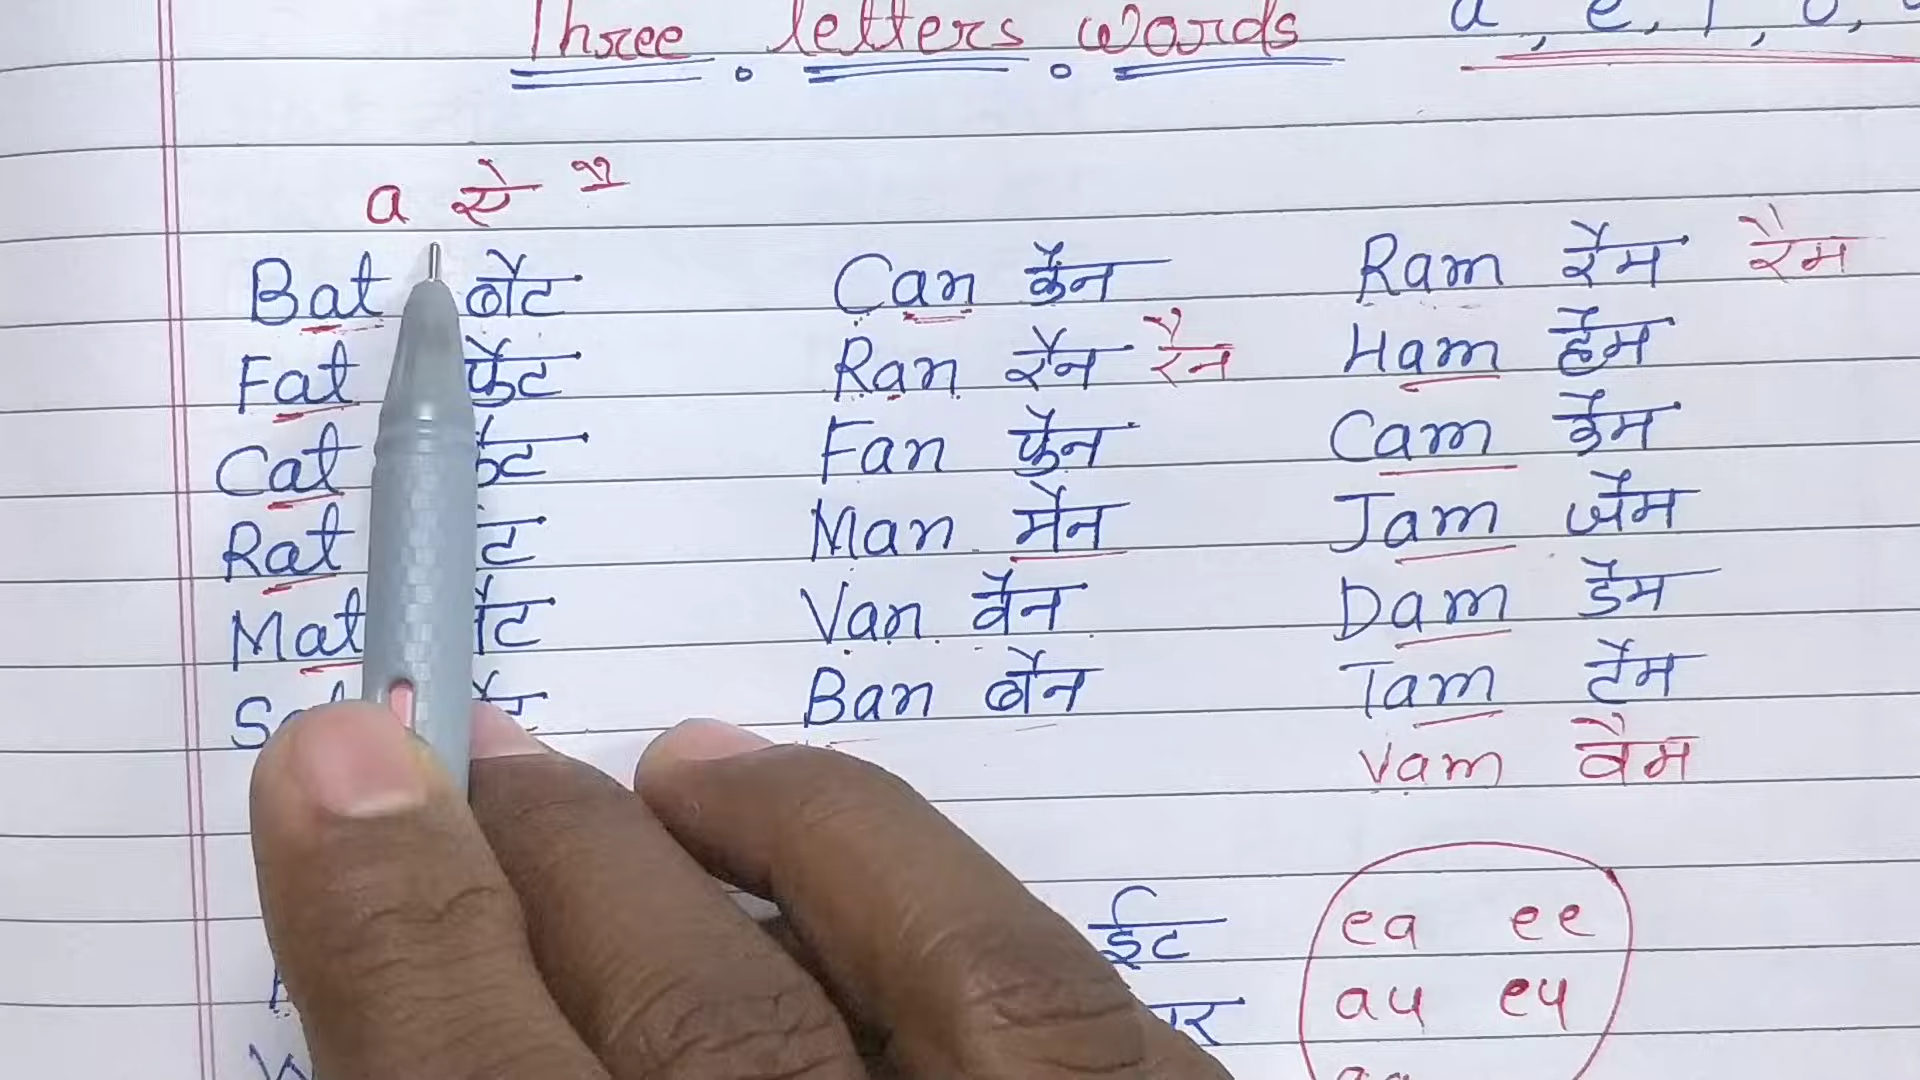 Three letters words a, e, i, o,
a से
Bat बैट Can कैन Ram रैम रैम
Fat फैट Ran रैन रैन Ham हैम
Cat Fan फैन Cam कैम
Rat Man मैन Jam जैम
Mat Van वैन Dam डैम
Ban बैन Tam टैम
Vam वैम
ईट ea ee
au eu